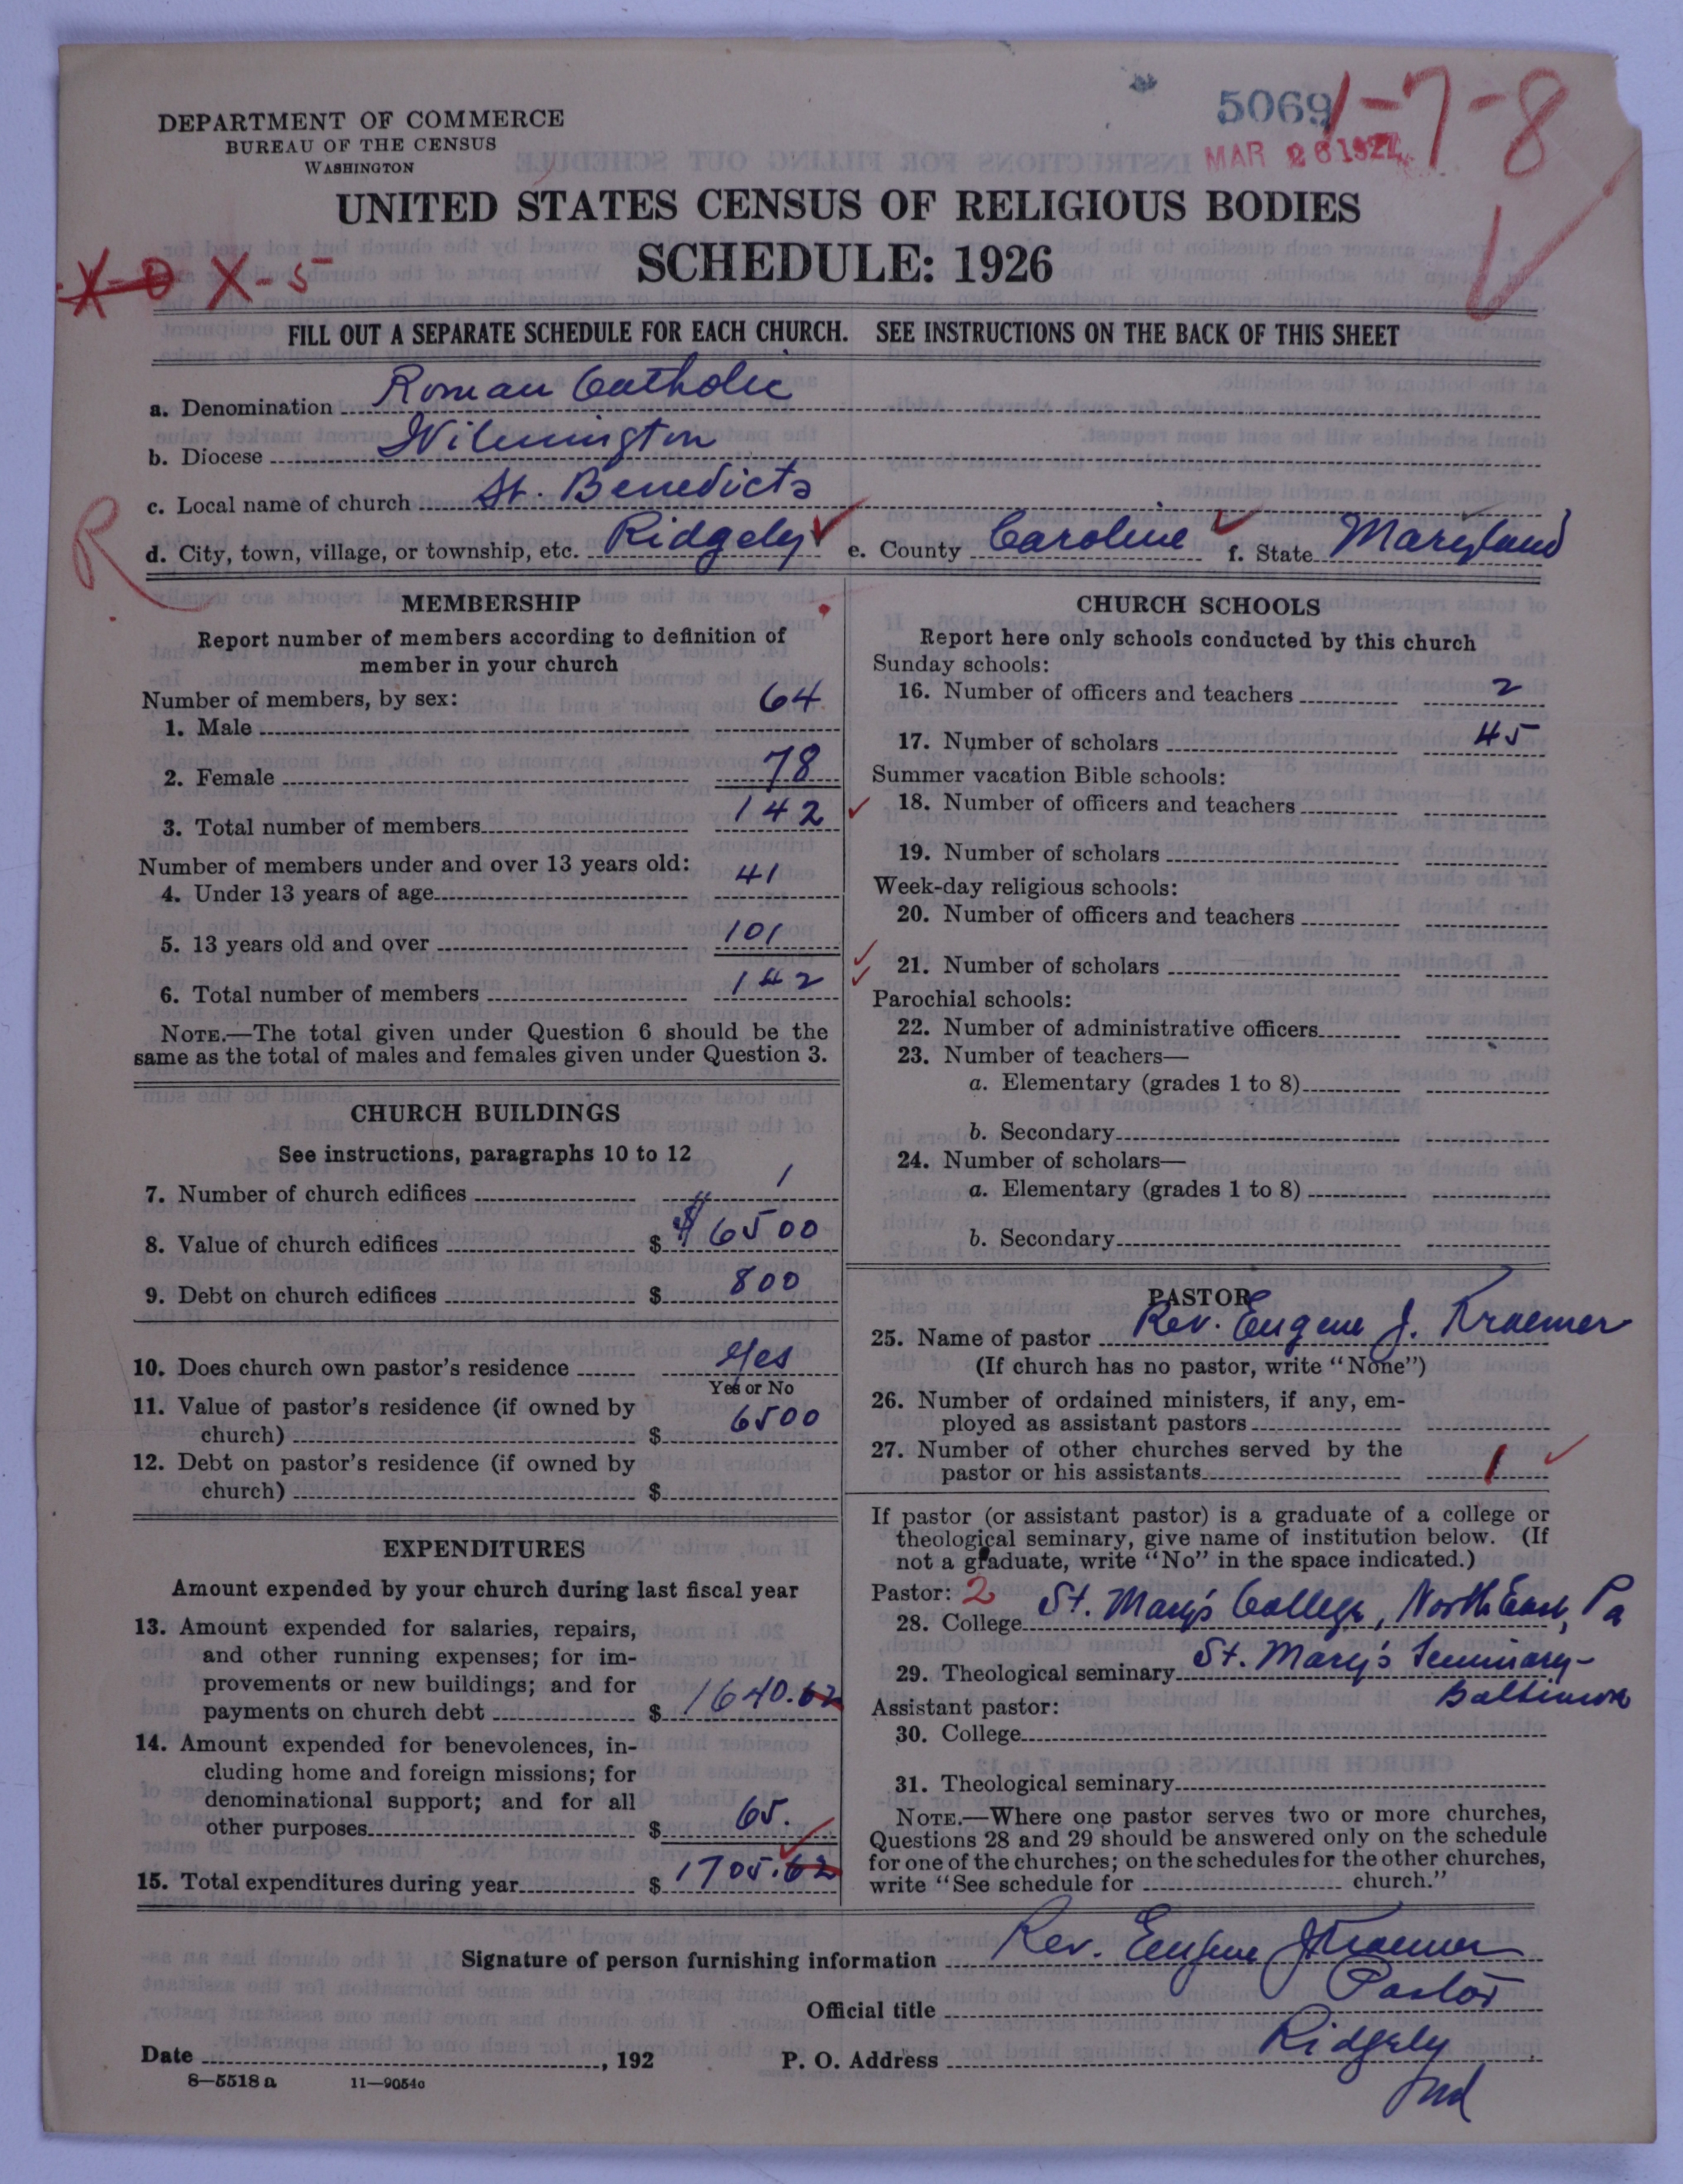 DEPARTMENT OF COMMERCE
BUREAU OF THE CENSUS
WASHINGTON
5069
1-7-8
MAR 26 1927
UNITED STATES CENSUS OF RELIGIOUS BODIES
SCHEDULE: 1926
X-0 X-5
FILL OUT A SEPARATE SCHEDULE FOR EACH CHURCH. SEE INSTRUCTIONS ON THE BACK OF THIS SHEET
a. Denomination Roman Catholic
b. Diocese Wilmington
c. Local name of church St. Benedicts
R
d. City, town, village, or township, etc. Ridgely e. County Caroline f. State Maryland
MEMBERSHIP
Report number of members according to definition of
member in your church
Number of members, by sex:
1. Male 64
2. Female 78
3. Total number of members 142
Number of members under and over 13 years old:
4. Under 13 years of age 41
5. 13 years old and over 101
6. Total number of members 142
NOTE.—The total given under Question 6 should be the
same as the total of males and females given under Question 3.
CHURCH BUILDINGS
See instructions, paragraphs 10 to 12
7. Number of church edifices 1
8. Value of church edifices $ $6500
9. Debt on church edifices $ 800
10. Does church own pastor's residence Yes
Yes or No
11. Value of pastor's residence (if owned by
church) $ 6500
12. Debt on pastor's residence (if owned by
church) $
EXPENDITURES
Amount expended by your church during last fiscal year
13. Amount expended for salaries, repairs,
and other running expenses; for im-
provements or new buildings; and for
payments on church debt $ 1640.62
14. Amount expended for benevolences, in-
cluding home and foreign missions; for
denominational support; and for all
other purposes $ 65.
15. Total expenditures during year $ 1705.62
CHURCH SCHOOLS
Report here only schools conducted by this church
Sunday schools:
16. Number of officers and teachers 2
17. Number of scholars 45
Summer vacation Bible schools:
18. Number of officers and teachers
19. Number of scholars
Week-day religious schools:
20. Number of officers and teachers
21. Number of scholars
Parochial schools:
22. Number of administrative officers
23. Number of teachers—
a. Elementary (grades 1 to 8)
b. Secondary
24. Number of scholars—
a. Elementary (grades 1 to 8)
b. Secondary
PASTOR
25. Name of pastor Rev. Eugene J. Kraemer
(If church has no pastor, write "None")
26. Number of ordained ministers, if any, em-
ployed as assistant pastors
27. Number of other churches served by the
pastor or his assistants 1
If pastor (or assistant pastor) is a graduate of a college or
theological seminary, give name of institution below. (If
not a graduate, write "No" in the space indicated.)
Pastor: 2
28. College St. Mary's College, North East, Pa
29. Theological seminary St. Mary's Seminary-
Baltimore
Assistant pastor:
30. College
31. Theological seminary
NOTE.—Where one pastor serves two or more churches,
Questions 28 and 29 should be answered only on the schedule
for one of the churches; on the schedules for the other churches,
write "See schedule for church."
Signature of person furnishing information Rev. Eugene J Kraemer
Official title Pastor
Date , 192 P. O. Address Ridgely
Md
8—5518 a 11—9054c